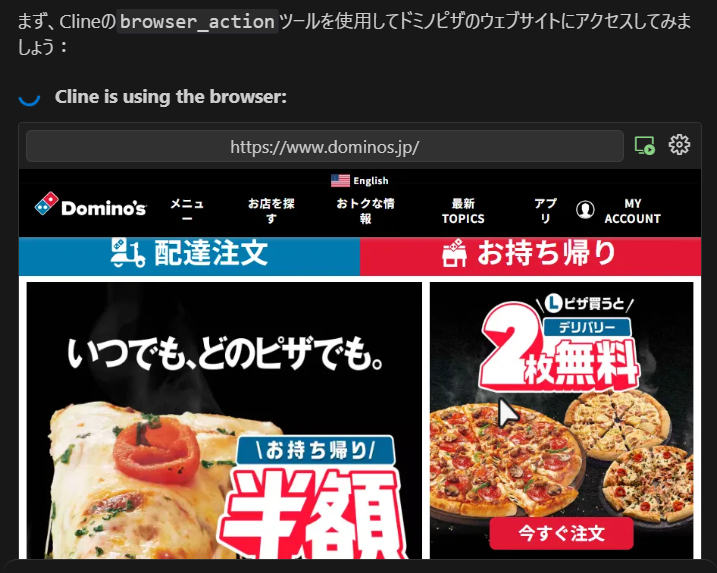 まず、Clineのbrowser_actionツールを使用してドミノピザのウェブサイトにアクセスしてみま
しょう：
Cline is using the browser:
https://www.dominos.jp/
English
Domino's
メニュ
ー
お店を探
す
おトクな情
報
最新
TOPICS
アプ
リ
MY
ACCOUNT
配達注文
お持ち帰り
いつでも、どのピザでも。
\お持ち帰り/
半額
\Ⓛピザ買うと/
デリバリー
2枚無料
今すぐ注文